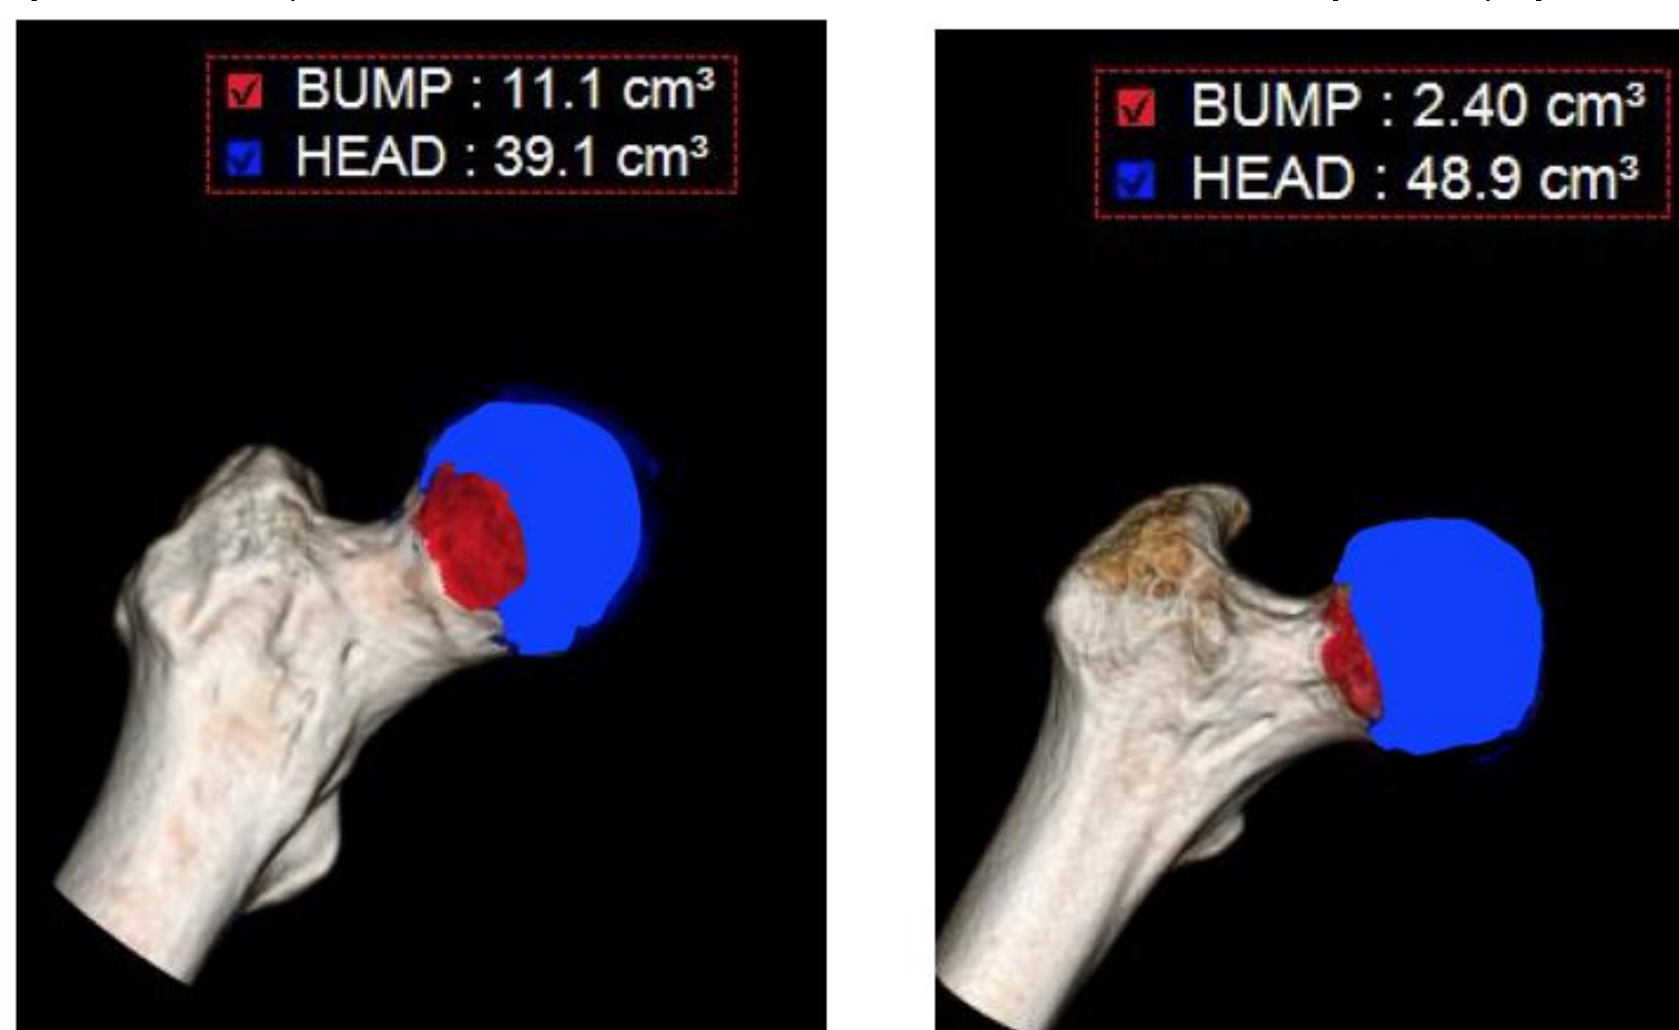 BUMP : 11.1 cm³
HEAD : 39.1 cm³
BUMP : 2.40 cm³
HEAD : 48.9 cm³